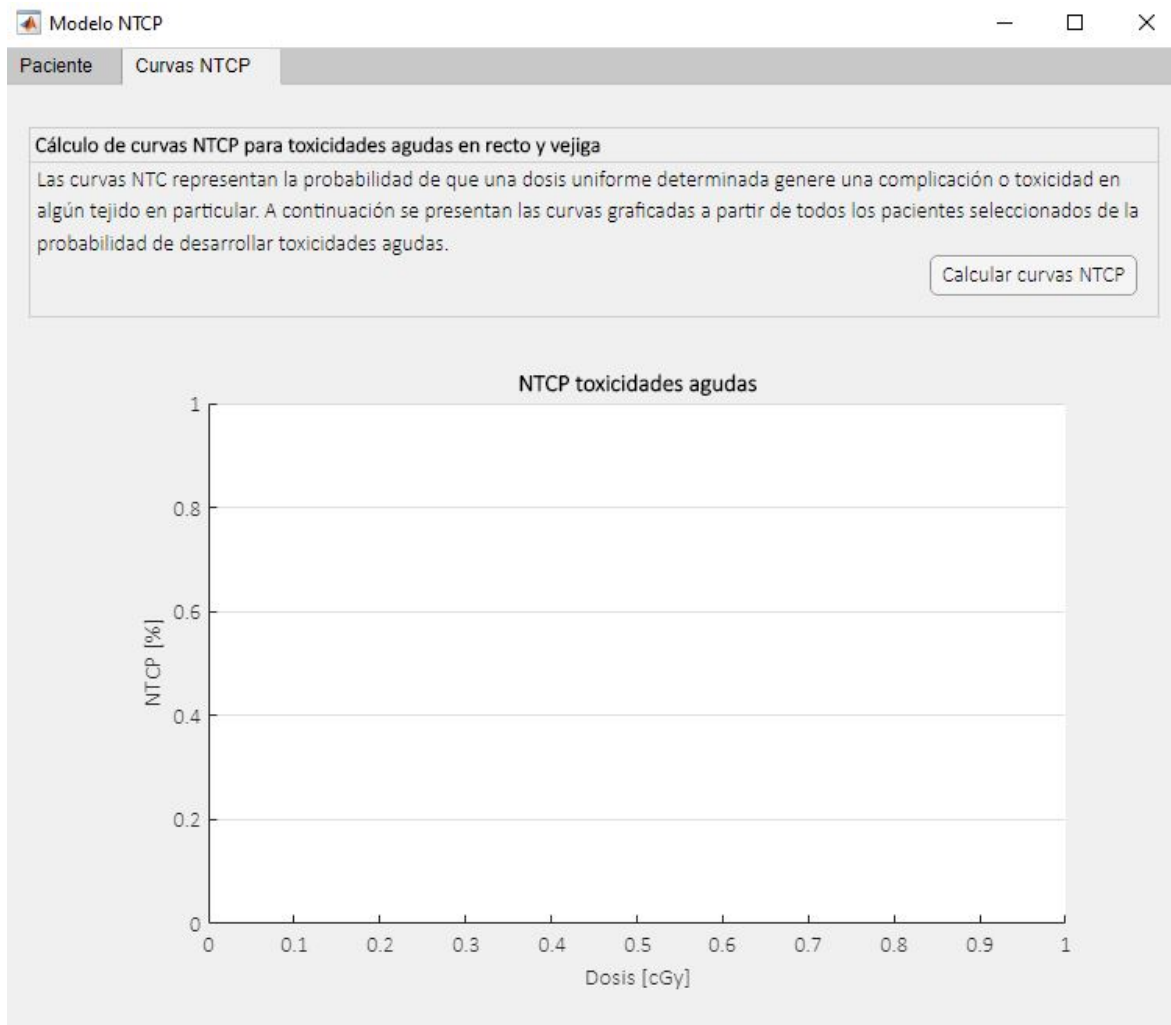 Modelo NTCP
Paciente Curvas NTCP
Cálculo de curvas NTCP para toxicidades agudas en recto y vejiga
Las curvas NTC representan la probabilidad de que una dosis uniforme determinada genere una complicación o toxicidad en
algún tejido en particular. A continuación se presentan las curvas graficadas a partir de todos los pacientes seleccionados de la
probabilidad de desarrollar toxicidades agudas.
Calcular curvas NTCP
NTCP toxicidades agudas
1
0.8
0.6
0.4
0.2
0
NTCP [%]
0 0.1 0.2 0.3 0.4 0.5 0.6 0.7 0.8 0.9 1
Dosis [cGy]